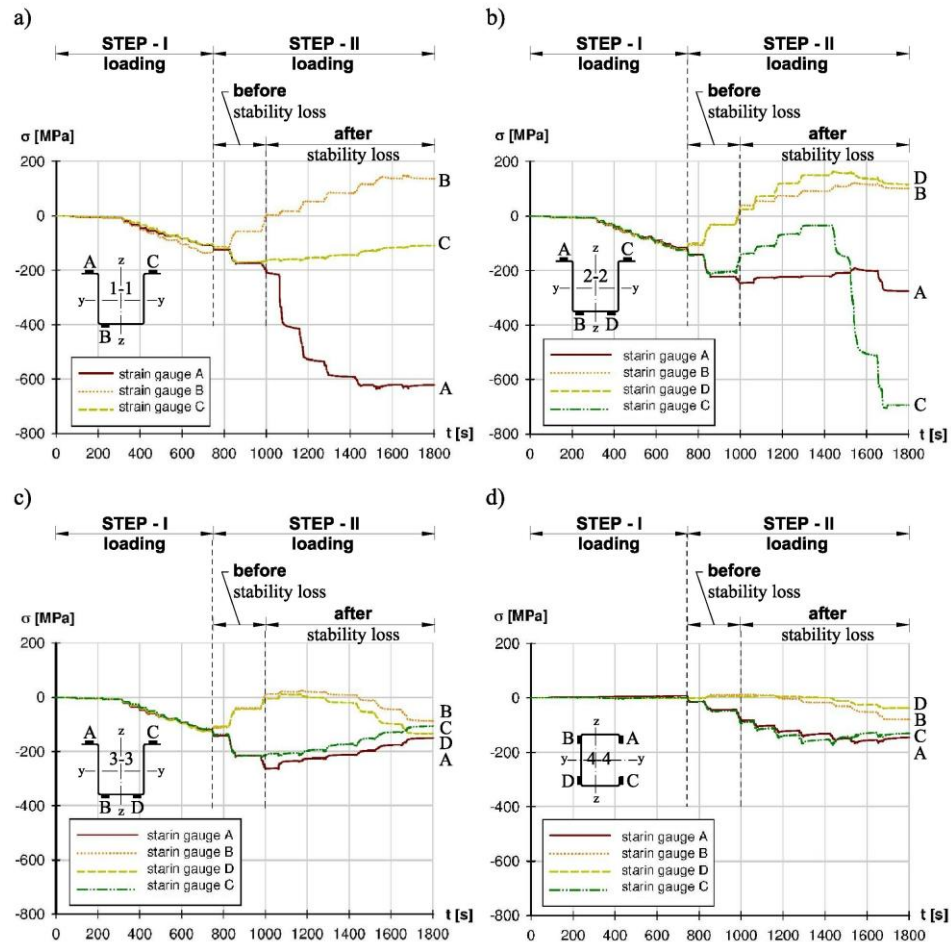 a)
STEP - I
loading
STEP - II
loading
before
stability loss
after
stability loss
σ [MPa]
200
0
-200
-400
-600
-800
B
C
A
A C
z
1-1
y y
B z
strain gauge A
strain gauge B
strain gauge C
t [s]
0 200 400 600 800 1000 1200 1400 1600 1800
b)
STEP - I
loading
STEP - II
loading
before
stability loss
after
stability loss
σ [MPa]
200
0
-200
-400
-600
-800
D
B
A
C
A C
z
2-2
y y
B D
z
starin gauge A
starin gauge B
starin gauge D
starin gauge C
t [s]
0 200 400 600 800 1000 1200 1400 1600 1800
c)
STEP - I
loading
STEP - II
loading
before
stability loss
after
stability loss
σ [MPa]
200
0
-200
-400
-600
-800
B
C
D
A
A C
z
3-3
y y
B D
z
starin gauge A
starin gauge B
starin gauge D
starin gauge C
t [s]
0 200 400 600 800 1000 1200 1400 1600 1800
d)
STEP - I
loading
STEP - II
loading
before
stability loss
after
stability loss
σ [MPa]
200
0
-200
-400
-600
-800
D
B
C
A
z
B A
y 4-4 y
D C
z
starin gauge A
starin gauge B
starin gauge D
starin gauge C
t [s]
0 200 400 600 800 1000 1200 1400 1600 1800